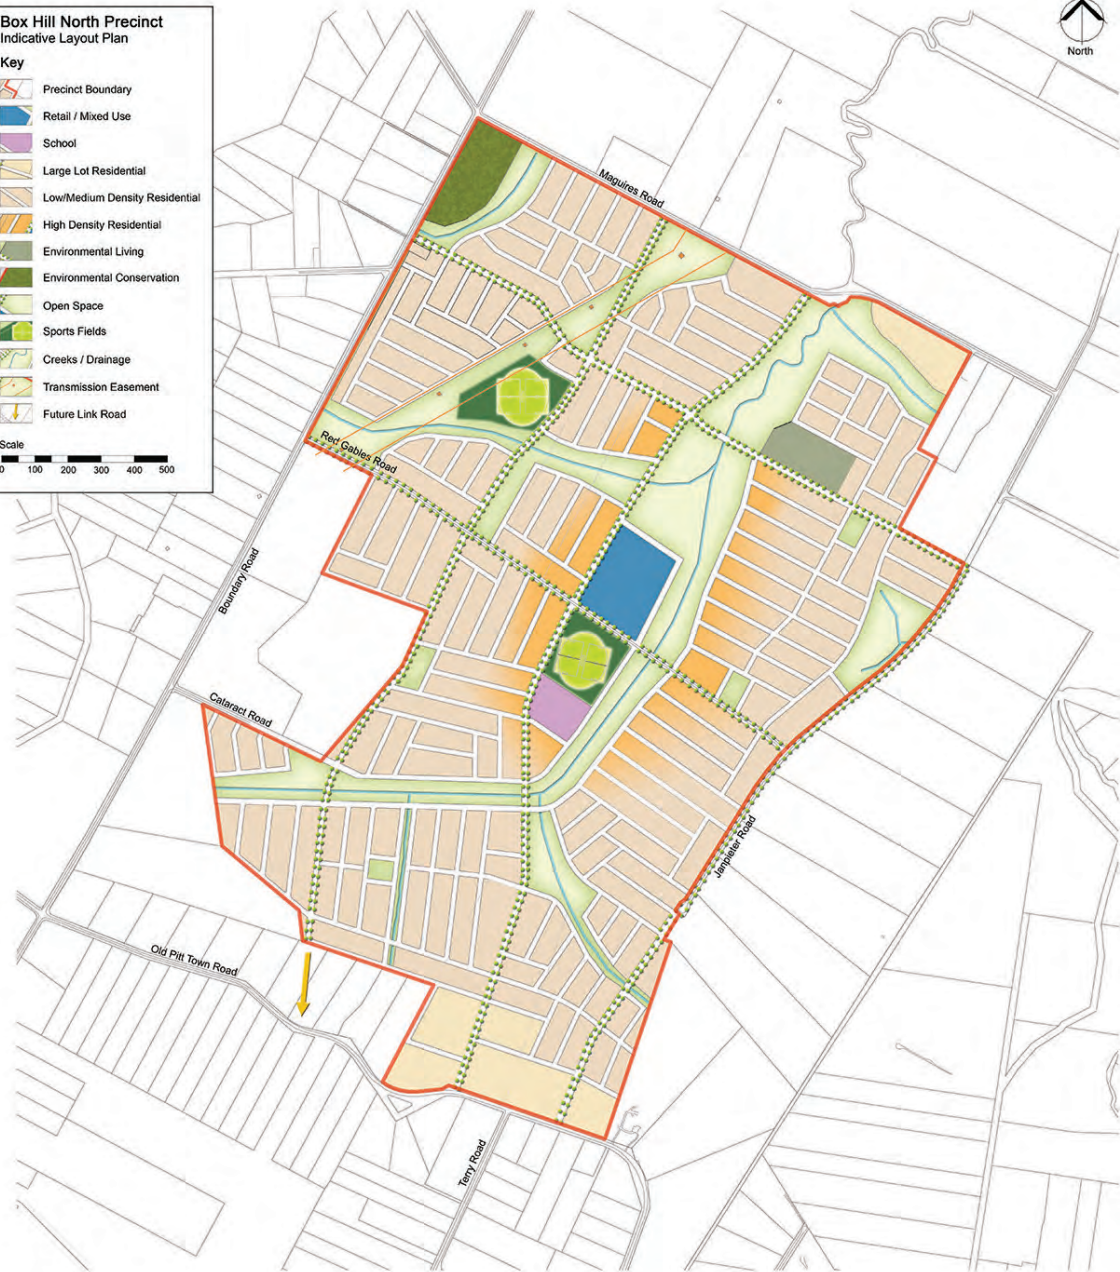 Box Hill North Precinct
Indicative Layout Plan
Key
Precinct Boundary
Retail / Mixed Use
School
Large Lot Residential
Low/Medium Density Residential
High Density Residential
Environmental Living
Environmental Conservation
Open Space
Sports Fields
Creeks / Drainage
Transmission Easement
Future Link Road
Scale
0 100 200 300 400 500
North
Maguires Road
Red Gables Road
Boundary Road
Cataract Road
Janpieter Road
Old Pitt Town Road
Terry Road